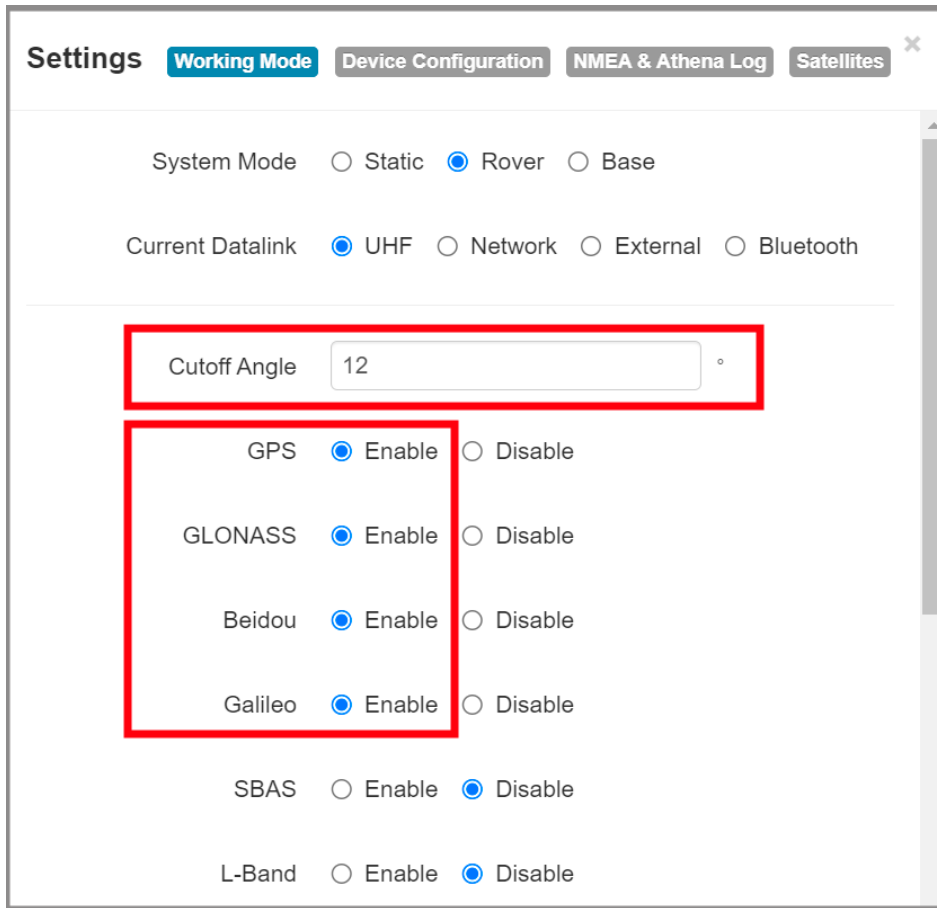 Settings Working Mode Device Configuration NMEA & Athena Log Satellites ×
System Mode Static Rover Base
Current Datalink UHF Network External Bluetooth
Cutoff Angle 12 °
GPS Enable Disable
GLONASS Enable Disable
Beidou Enable Disable
Galileo Enable Disable
SBAS Enable Disable
L-Band Enable Disable